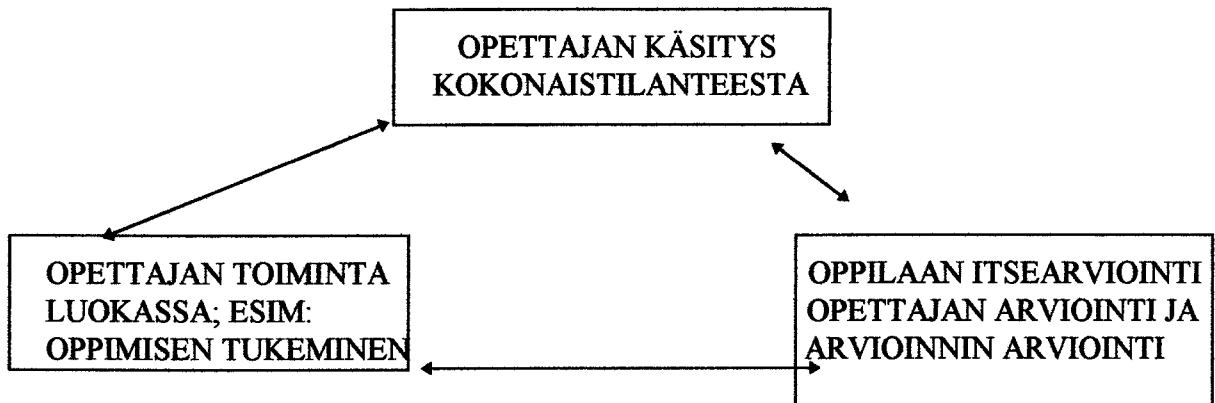 OPETTAJAN KÄSITYS
KOKONAISTILANTEESTA
OPETTAJAN TOIMINTA
LUOKASSA; ESIM:
OPPIMISEN TUKEMINEN
OPPILAAN ITSEARVIOINTI
OPETTAJAN ARVIOINTI JA
ARVIOINNIN ARVIOINTI